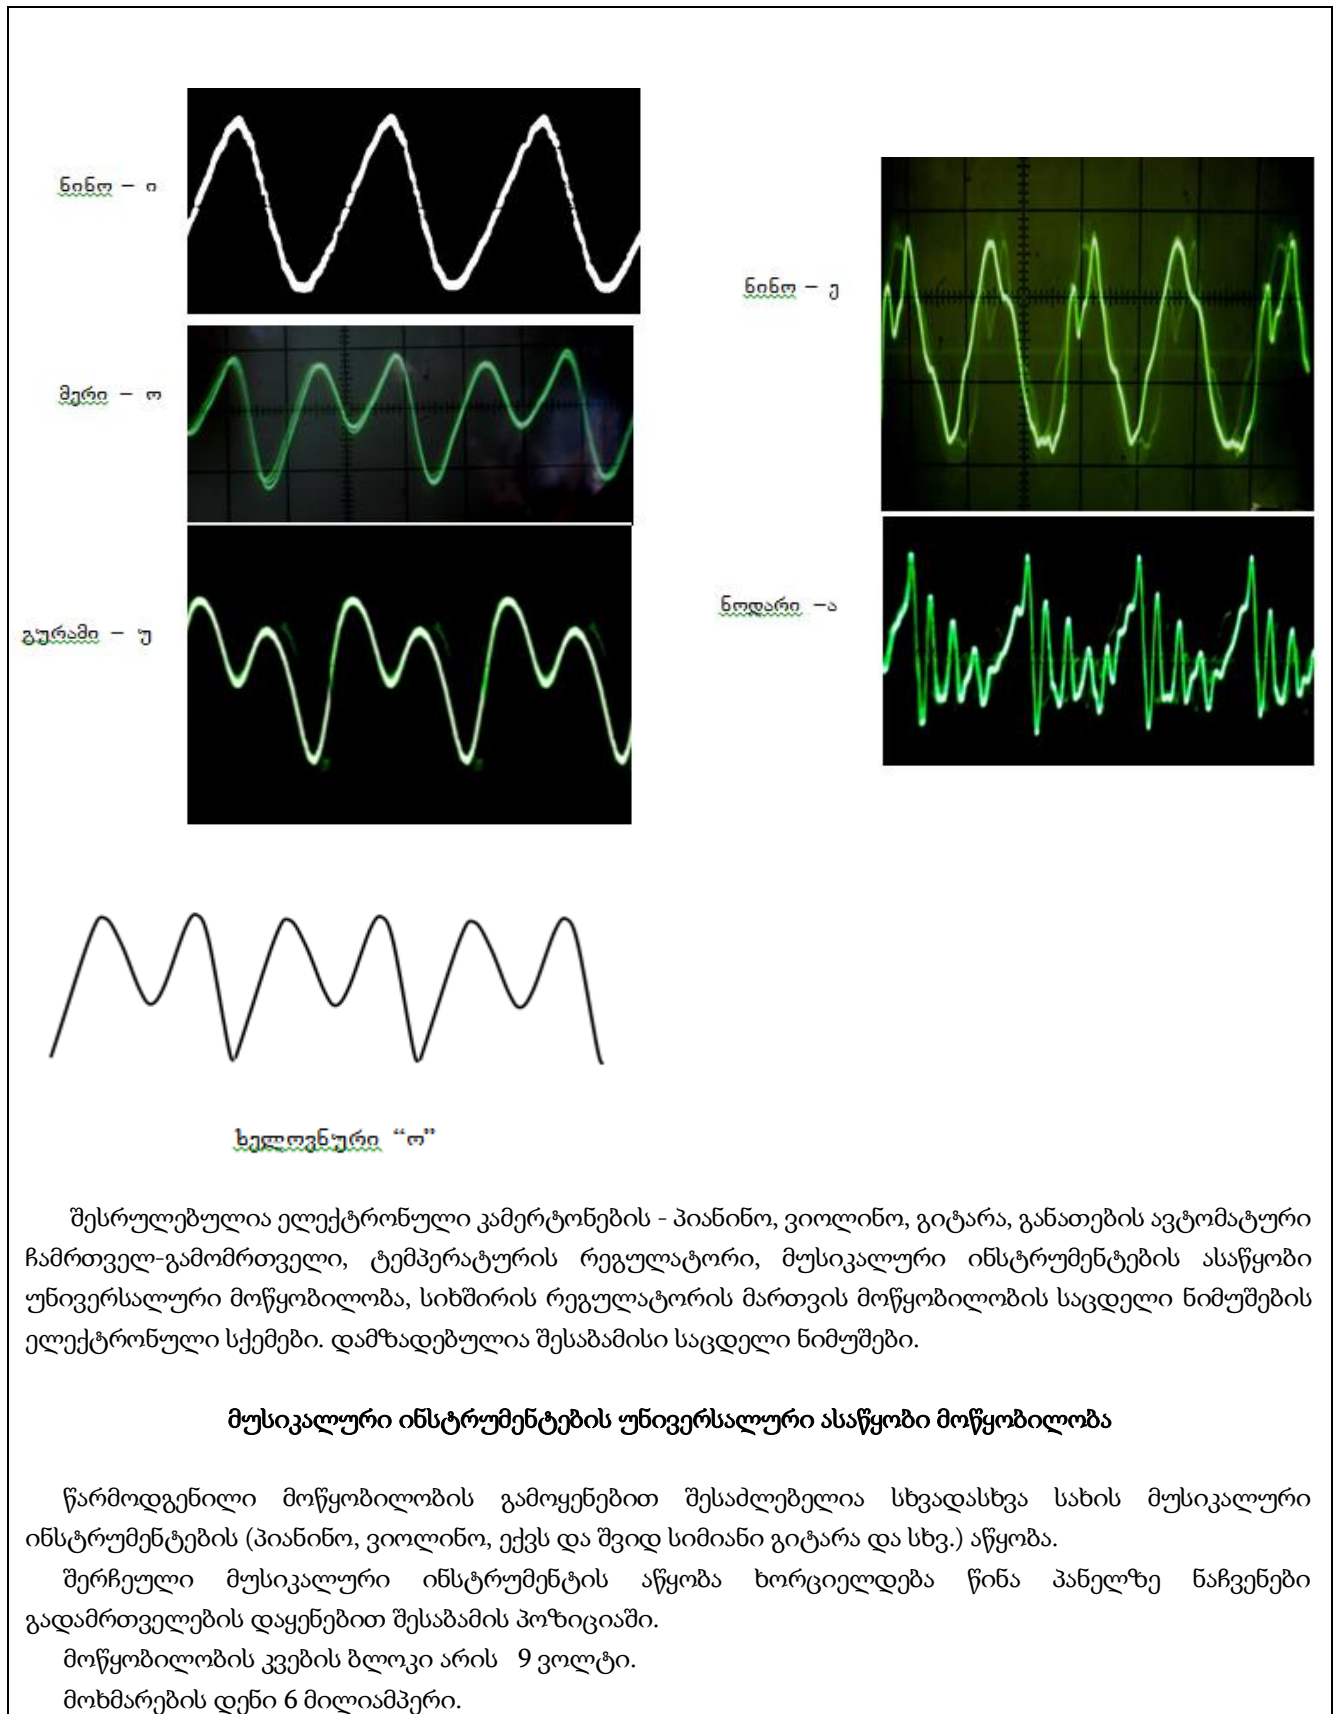 ნინო – ი
ნინო – ე
მერი – ო
ნოდარი –ა
გურამი – უ
ხელოვნური “ო”
შესრულებულია ელექტრონული კამერტონების - პიანინო, ვიოლინო, გიტარა, განათების ავტომატური
ჩამრთველ-გამომრთველი, ტემპერატურის რეგულატორი, მუსიკალური ინსტრუმენტების ასაწყობი
უნივერსალური მოწყობილობა, სიხშირის რეგულატორის მართვის მოწყობილობის საცდელი ნიმუშების
ელექტრონული სქემები. დამზადებულია შესაბამისი საცდელი ნიმუშები.
მუსიკალური ინსტრუმენტების უნივერსალური ასაწყობი მოწყობილობა
წარმოდგენილი მოწყობილობის გამოყენებით შესაძლებელია სხვადასხვა სახის მუსიკალური
ინსტრუმენტების (პიანინო, ვიოლინო, ექვს და შვიდ სიმიანი გიტარა და სხვ.) აწყობა.
შერჩეული მუსიკალური ინსტრუმენტის აწყობა ხორციელდება წინა პანელზე ნაჩვენები
გადამრთველების დაყენებით შესაბამის პოზიციაში.
მოწყობილობის კვების ბლოკი არის 9 ვოლტი.
მოხმარების დენი 6 მილიამპერი.